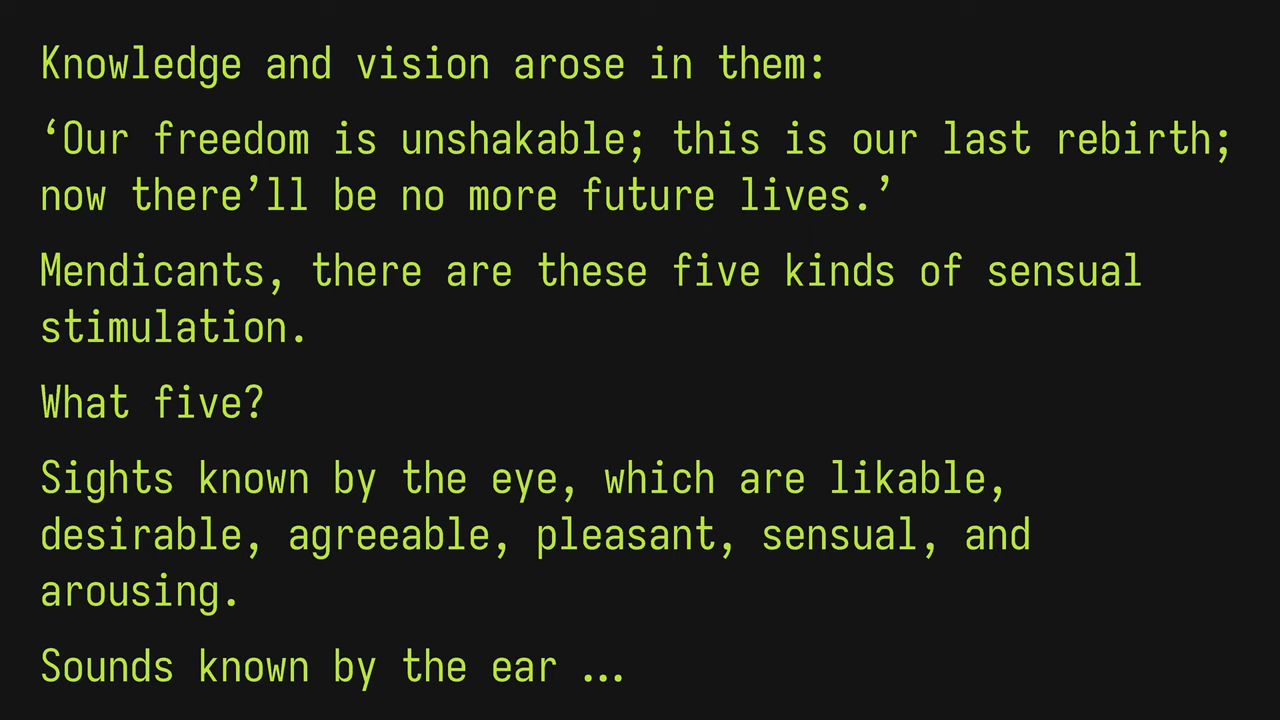 Knowledge and vision arose in them:
‘Our freedom is unshakable; this is our last rebirth;
now there’ll be no more future lives.’
Mendicants, there are these five kinds of sensual
stimulation.
What five?
Sights known by the eye, which are likable,
desirable, agreeable, pleasant, sensual, and
arousing.
Sounds known by the ear …